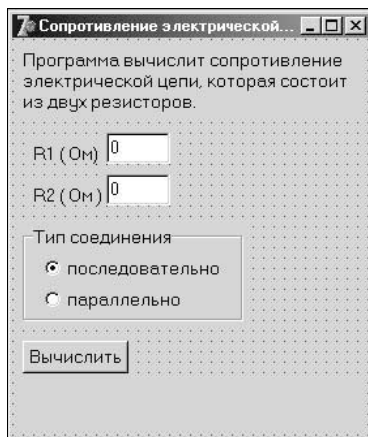 Сопротивление электрической...
Программа вычислит сопротивление
электрической цепи, которая состоит
из двух резисторов.
R1 (Ом) 0
R2 (Ом) 0
Тип соединения
последовательно
параллельно
Вычислить